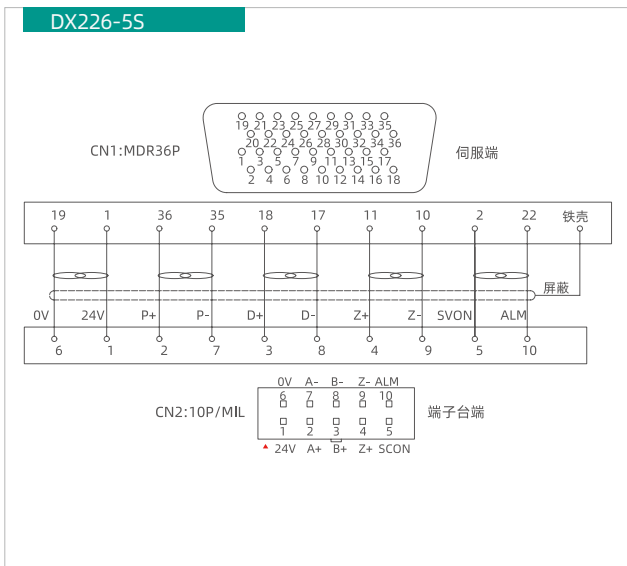 DX226-5S
19 21 23 25 27 29 31 33 35
20 22 24 26 28 30 32 34 36
CN1:MDR36P
伺服端
1 3 5 7 9 11 13 15 17
2 4 6 8 10 12 14 16 18
19 1 36 35 18 17 11 10 2 22 铁壳
屏蔽
0V 24V P+ P- D+ D- Z+ Z- SVON ALM
6 1 2 7 3 8 4 9 5 10
0V A- B- Z- ALM
6 7 8 9 10
CN2:10P/MIL
端子台端
1 2 3 4 5
24V A+ B+ Z+ SCON